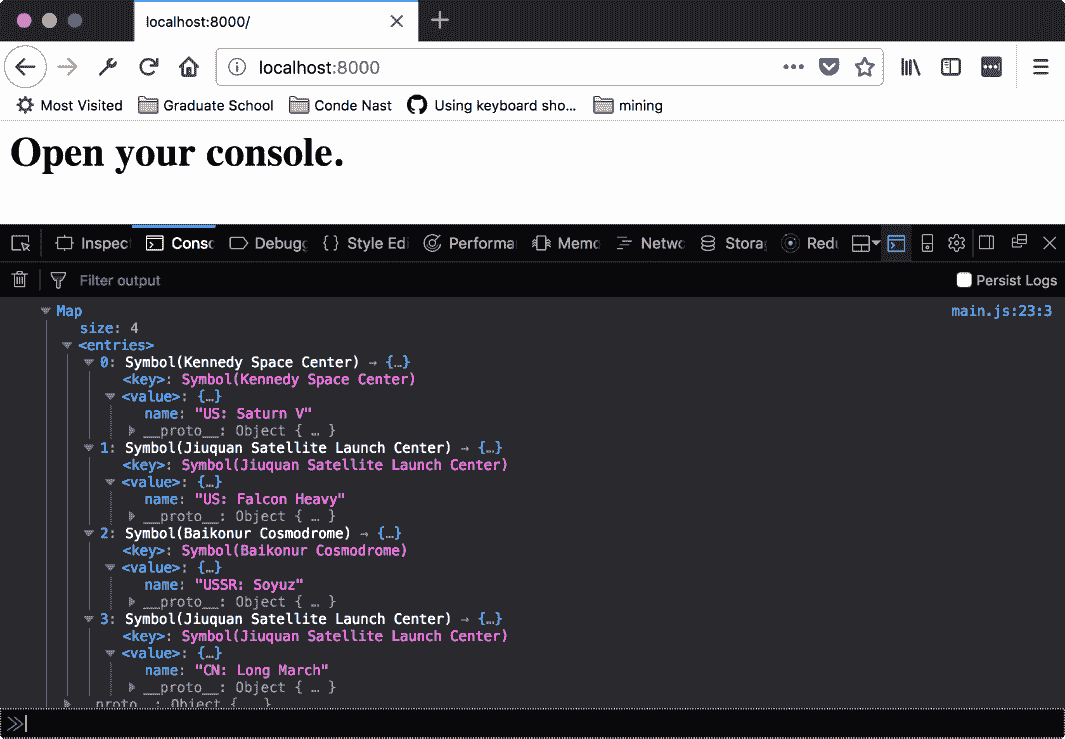 localhost:8000/
localhost:8000
Most Visited Graduate School Conde Nast Using keyboard sho... mining
Open your console.
Inspec Conso Debug Style Edi Performa Memo Netwo Stora Redu
Filter output Persist Logs
Map main.js:23:3
size: 4
<entries>
0: Symbol(Kennedy Space Center) → {…}
<key>: Symbol(Kennedy Space Center)
<value>: {…}
name: "US: Saturn V"
__proto__: Object { … }
1: Symbol(Jiuquan Satellite Launch Center) → {…}
<key>: Symbol(Jiuquan Satellite Launch Center)
<value>: {…}
name: "US: Falcon Heavy"
__proto__: Object { … }
2: Symbol(Baikonur Cosmodrome) → {…}
<key>: Symbol(Baikonur Cosmodrome)
<value>: {…}
name: "USSR: Soyuz"
__proto__: Object { … }
3: Symbol(Jiuquan Satellite Launch Center) → {…}
<key>: Symbol(Jiuquan Satellite Launch Center)
<value>: {…}
name: "CN: Long March"
__proto__: Object { … }
__proto__: Object { … }